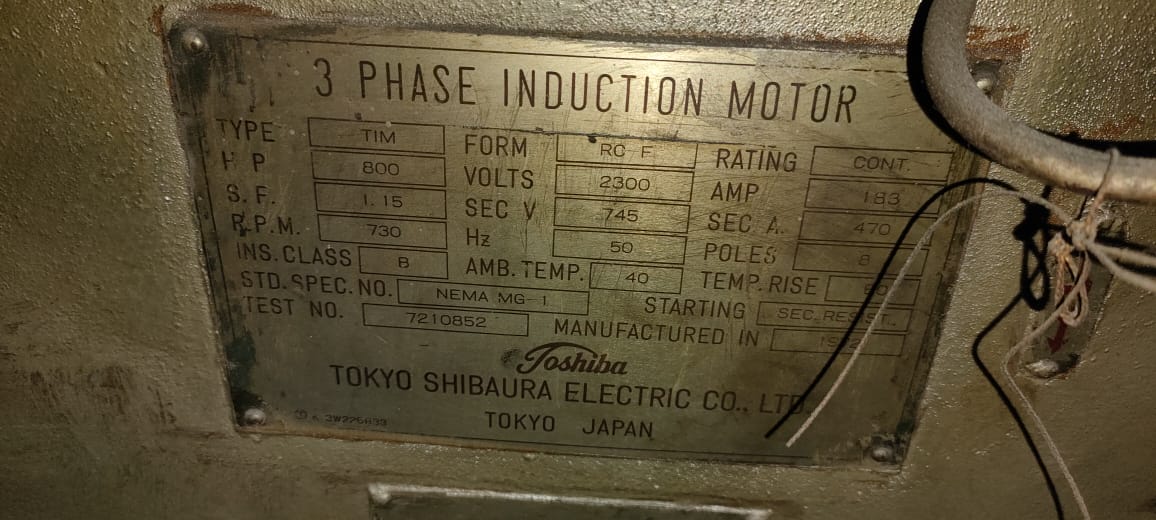 3 PHASE INDUCTION MOTOR
TYPE TIM FORM RC F RATING CONT.
H P 800 VOLTS 2300 AMP 183
S. F. 1.15 SEC V 745 SEC. A. 470
R.P.M. 730 Hz 50 POLES 8
INS. CLASS B AMB. TEMP. 40 TEMP. RISE
STD. SPEC. NO. NEMA MG-1 STARTING SEC. RESIST.
TEST NO. 7210852 MANUFACTURED IN
Toshiba
TOKYO SHIBAURA ELECTRIC CO., LTD.
TOKYO JAPAN